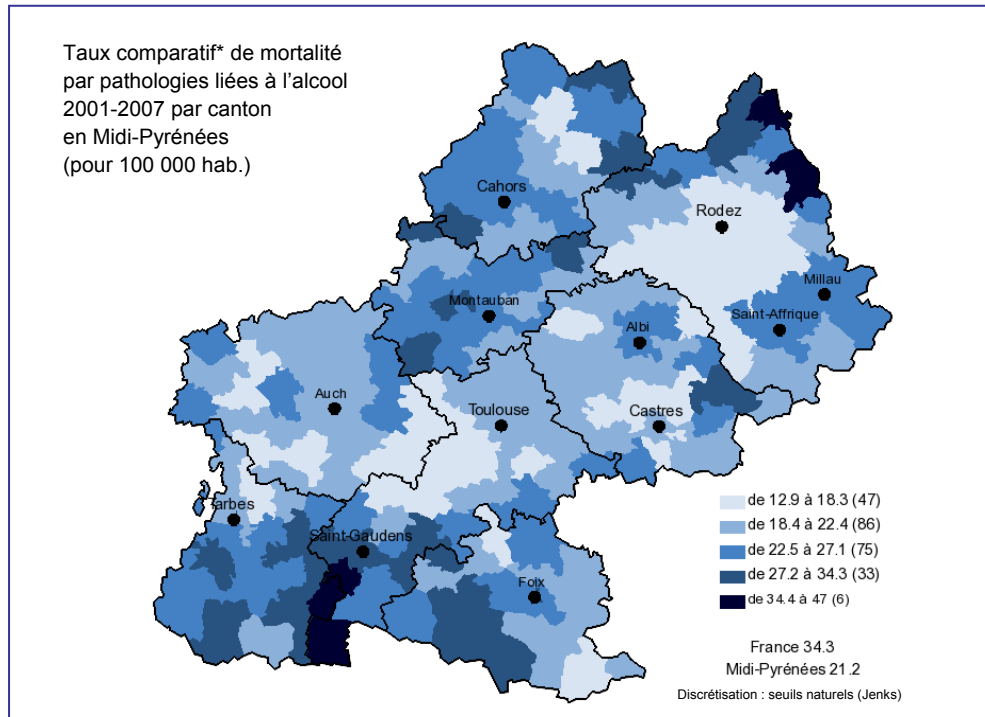 Taux comparatif* de mortalité
par pathologies liées à l'alcool
2001-2007 par canton
en Midi-Pyrénées
(pour 100 000 hab.)
Cahors
Rodez
Millau
Montauban
Saint-Affrique
Albi
Auch
Toulouse
Castres
Tarbes
Saint-Gaudens
Foix
de 12.9 à 18.3 (47)
de 18.4 à 22.4 (86)
de 22.5 à 27.1 (75)
de 27.2 à 34.3 (33)
de 34.4 à 47 (6)
France 34.3
Midi-Pyrénées 21.2
Discrétisation : seuils naturels (Jenks)